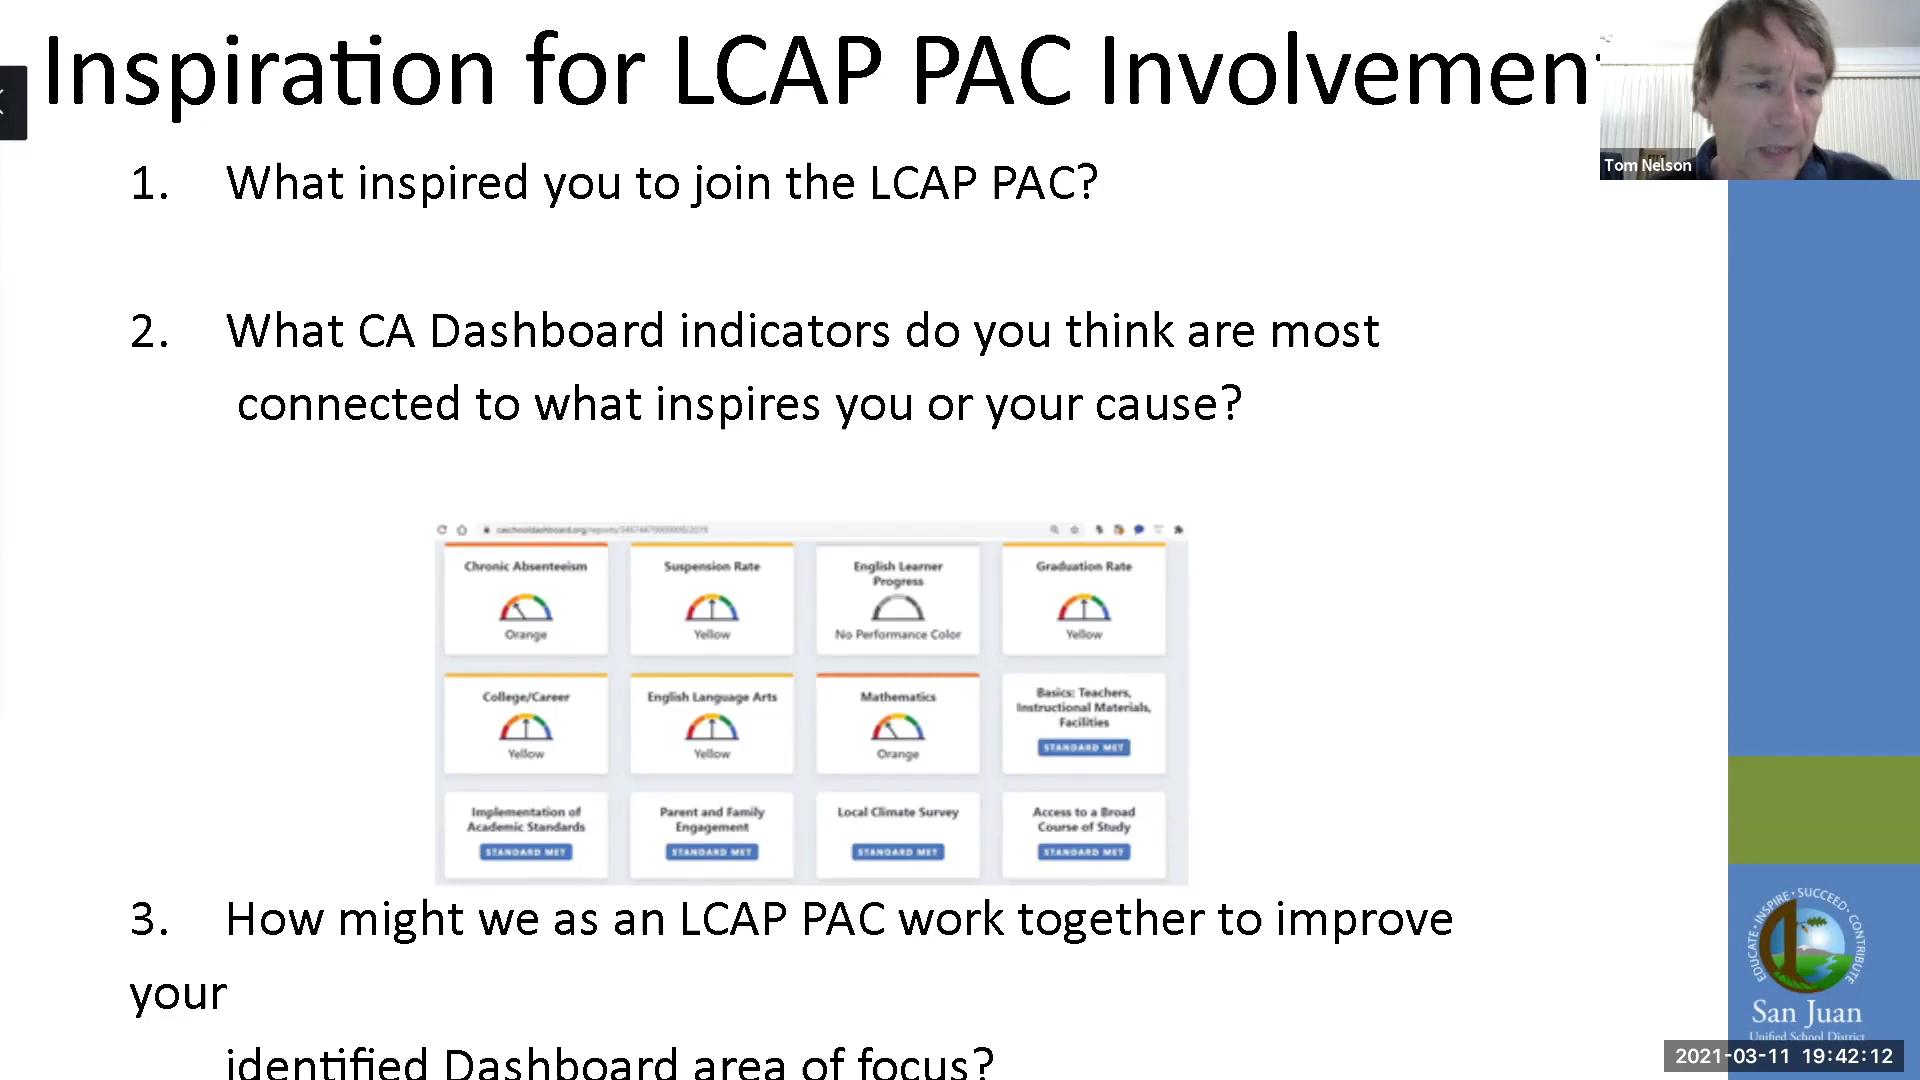 Inspiration for LCAP PAC Involvement
Tom Nelson
1. What inspired you to join the LCAP PAC?
2. What CA Dashboard indicators do you think are most
connected to what inspires you or your cause?
Chronic Absenteeism
Orange
Suspension Rate
Yellow
English Learner
Progress
No Performance Color
Graduation Rate
Yellow
College/Career
Yellow
English Language Arts
Yellow
Mathematics
Orange
Basics: Teachers,
Instructional Materials,
Facilities
STANDARD MET
Implementation of
Academic Standards
STANDARD MET
Parent and Family
Engagement
STANDARD MET
Local Climate Survey
STANDARD MET
Access to a Broad
Course of Study
STANDARD MET
3. How might we as an LCAP PAC work together to improve
your
identified Dashboard area of focus?
EDUCATE · INSPIRE · SUCCEED · CONTRIBUTE
San Juan
Unified School District
2021-03-11 19:42:12